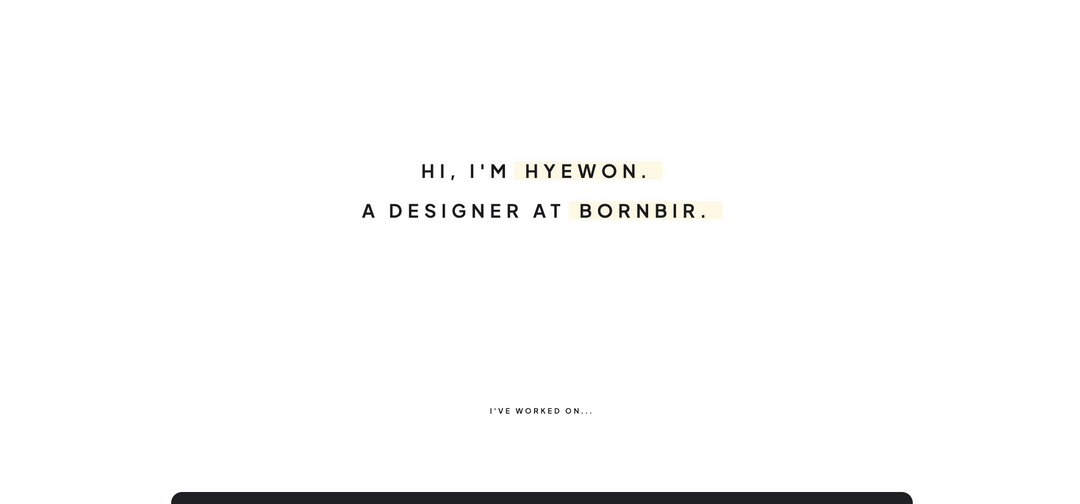 HI, I'M HYEWON.
A DESIGNER AT BORNBIR.
I'VE WORKED ON...